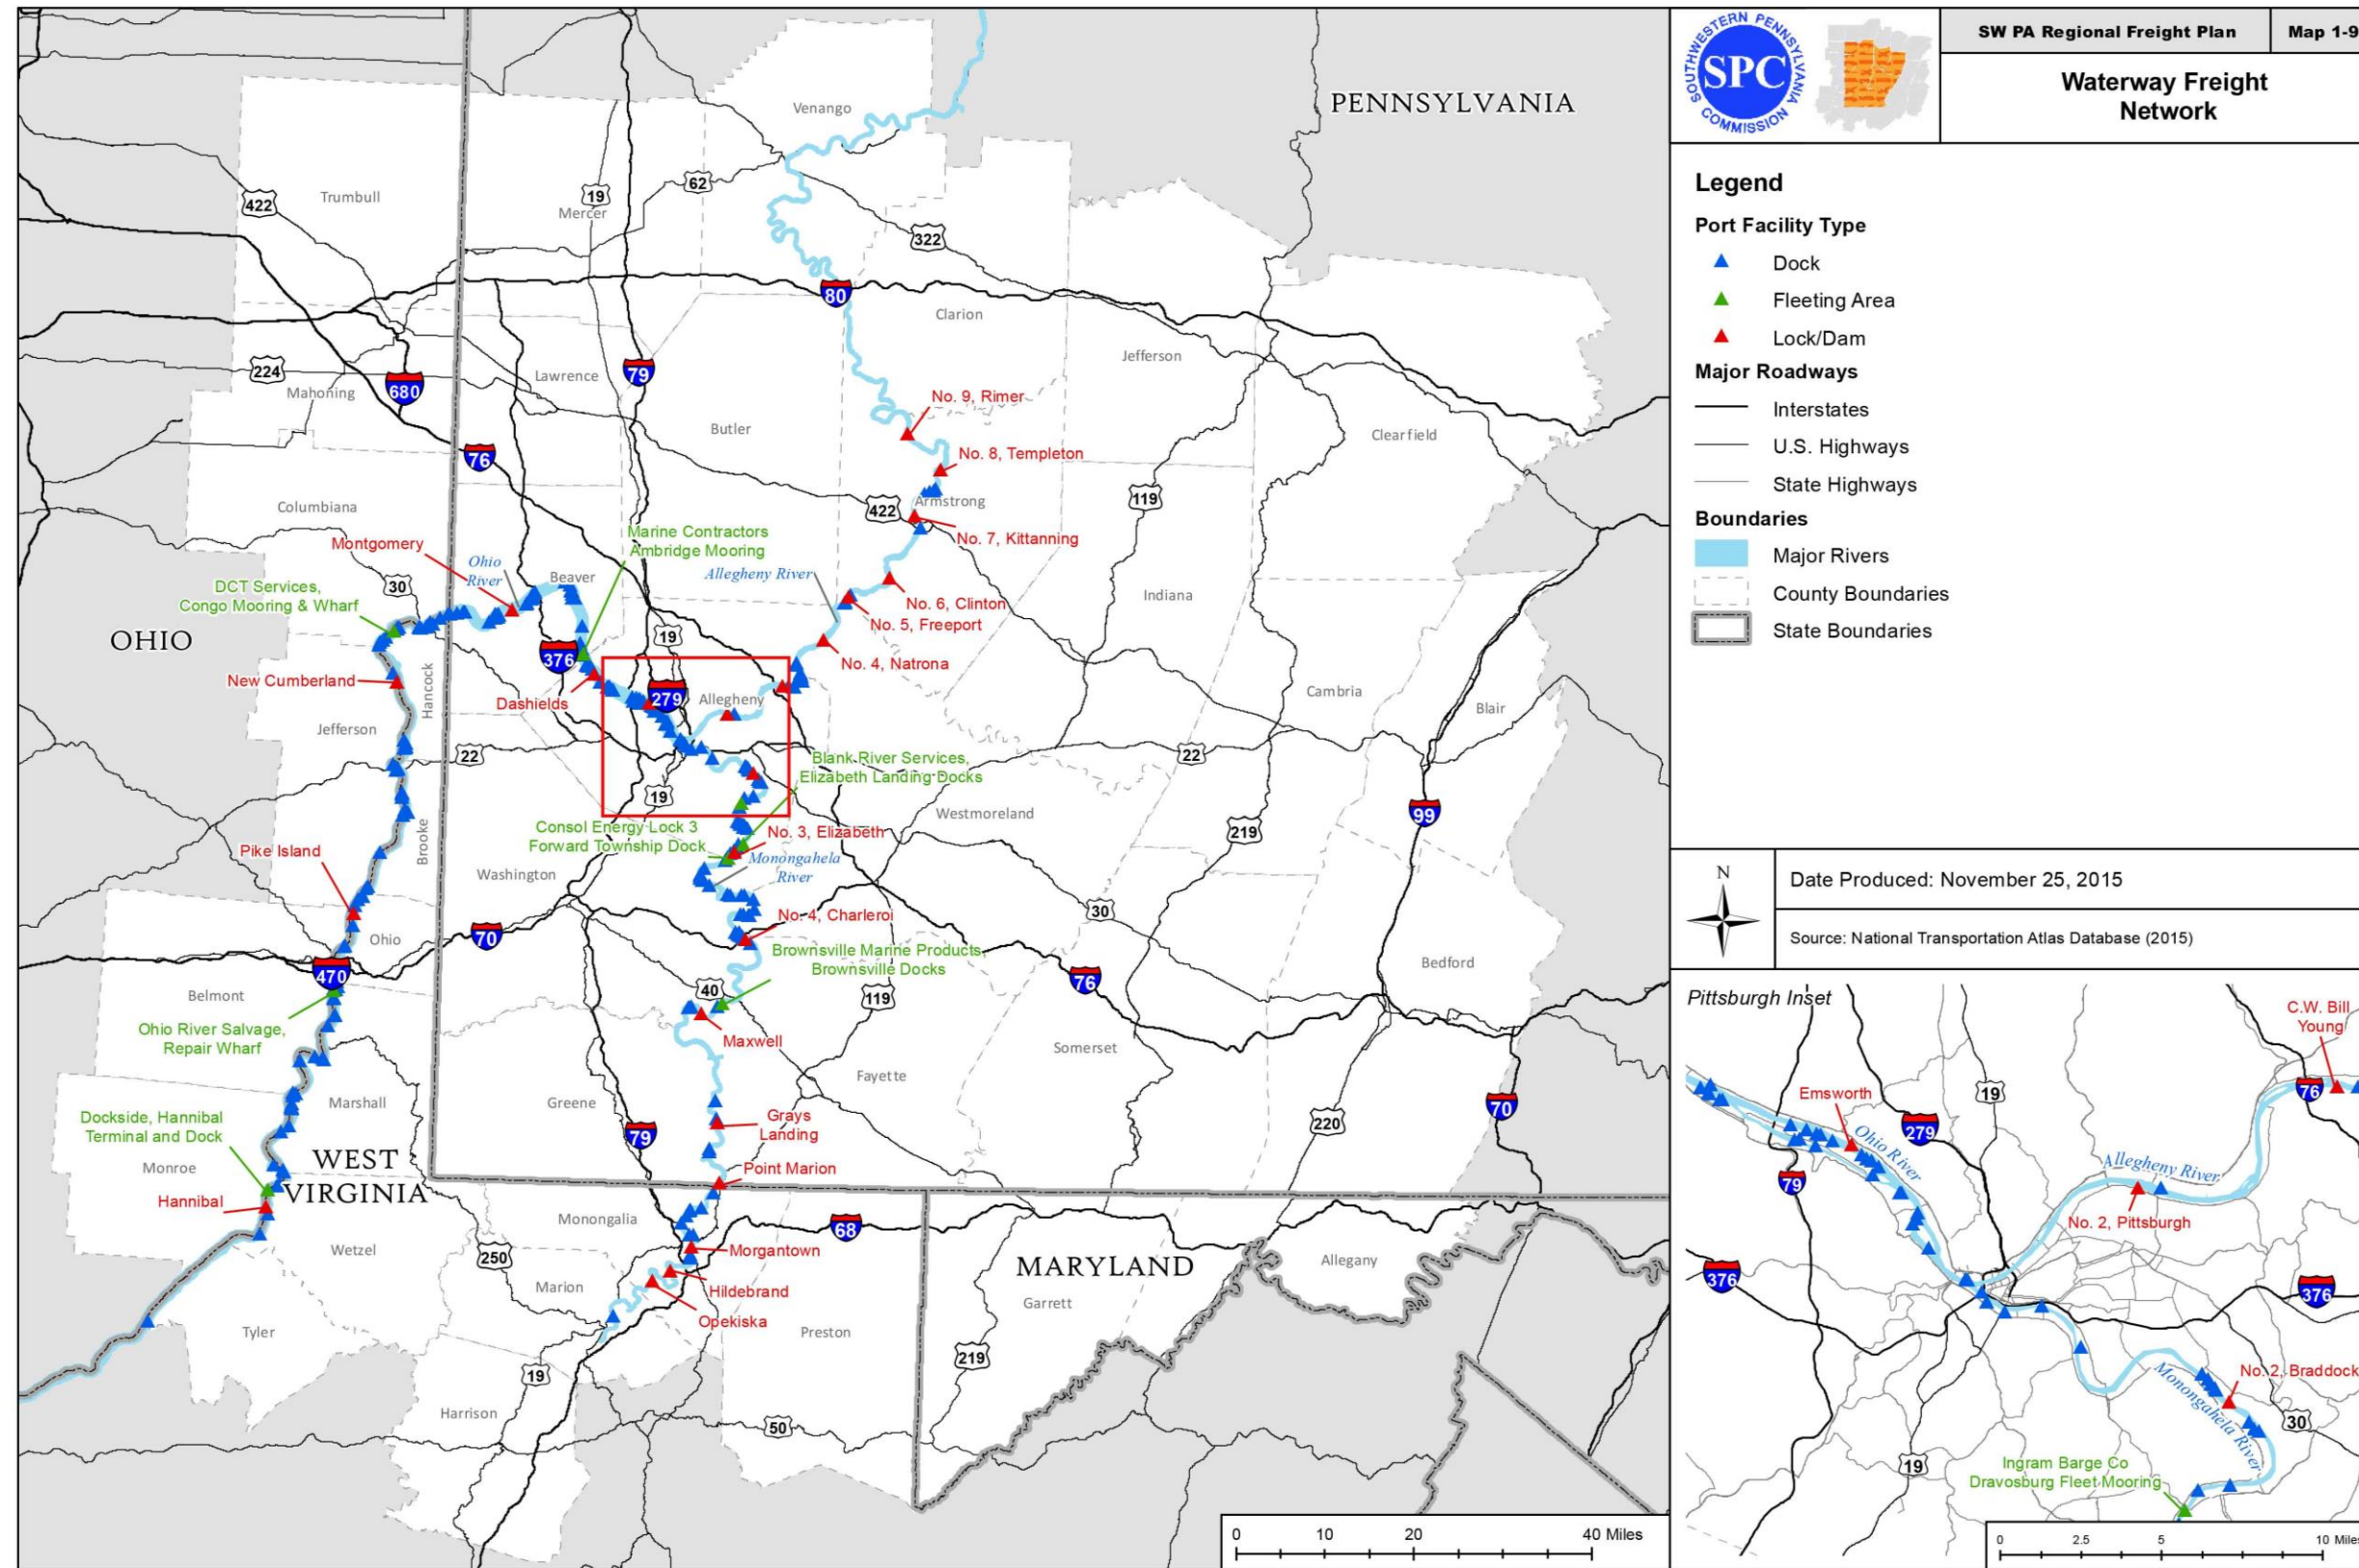 SOUTHWESTERN PENNSYLVANIA
COMMISSION
SPC
SW PA Regional Freight Plan
Map 1-9
Waterway Freight
Network
Legend
Port Facility Type
Dock
Fleeting Area
Lock/Dam
Major Roadways
Interstates
U.S. Highways
State Highways
Boundaries
Major Rivers
County Boundaries
State Boundaries
N
Date Produced: November 25, 2015
Source: National Transportation Atlas Database (2015)
PENNSYLVANIA
Venango
Trumbull
422
19
Mercer
62
322
80
Clarion
Jefferson
224
Mahoning
680
Lawrence
79
No. 9, Rimer
Butler
Clearfield
76
No. 8, Templeton
Columbiana
Armstrong
422
119
Marine Contractors
Ambridge Mooring
No. 7, Kittanning
Montgomery
Ohio
River
Beaver
Allegheny River
30
DCT Services,
Congo Mooring & Wharf
No. 6, Clinton
Indiana
No. 5, Freeport
OHIO
19
376
No. 4, Natrona
New Cumberland
Hancock
Dashields
279
Allegheny
Cambria
Blair
Jefferson
22
Blank River Services,
Elizabeth Landing Docks
22
19
Westmoreland
99
Consol Energy Lock 3
Forward Township Dock
No. 3, Elizabeth
219
Pike Island
Brooke
Monongahela
River
Washington
30
No. 4, Charleroi
Ohio
70
Brownsville Marine Products,
Brownsville Docks
Bedford
470
76
Belmont
40
119
Ohio River Salvage,
Repair Wharf
Maxwell
Somerset
Fayette
Marshall
Greene
70
Dockside, Hannibal
Terminal and Dock
Grays
Landing
220
79
Monroe
WEST
VIRGINIA
Point Marion
Hannibal
Monongalia
68
Wetzel
250
Morgantown
MARYLAND
Allegany
Marion
Hildebrand
Garrett
Opekiska
Tyler
Preston
219
19
Harrison
50
0
10
20
40 Miles
Pittsburgh Inset
C.W. Bill
Young
Emsworth
19
76
279
Ohio River
Allegheny River
79
No. 2, Pittsburgh
376
376
No. 2, Braddock
Monongahela River
30
19
Ingram Barge Co
Dravosburg Fleet Mooring
0
2.5
5
10 Miles